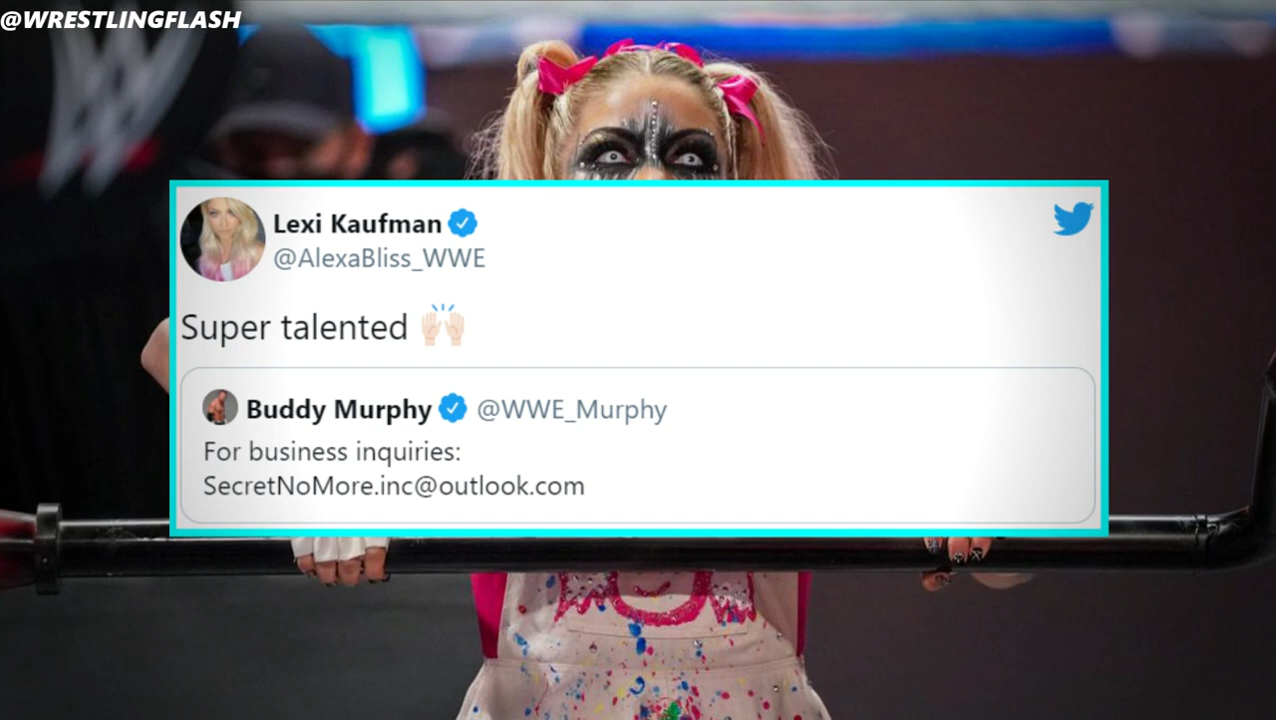 @WRESTLINGFLASH
Lexi Kaufman
@AlexaBliss_WWE
Super talented 🙌🏻
Buddy Murphy @WWE_Murphy
For business inquiries:
SecretNoMore.inc@outlook.com